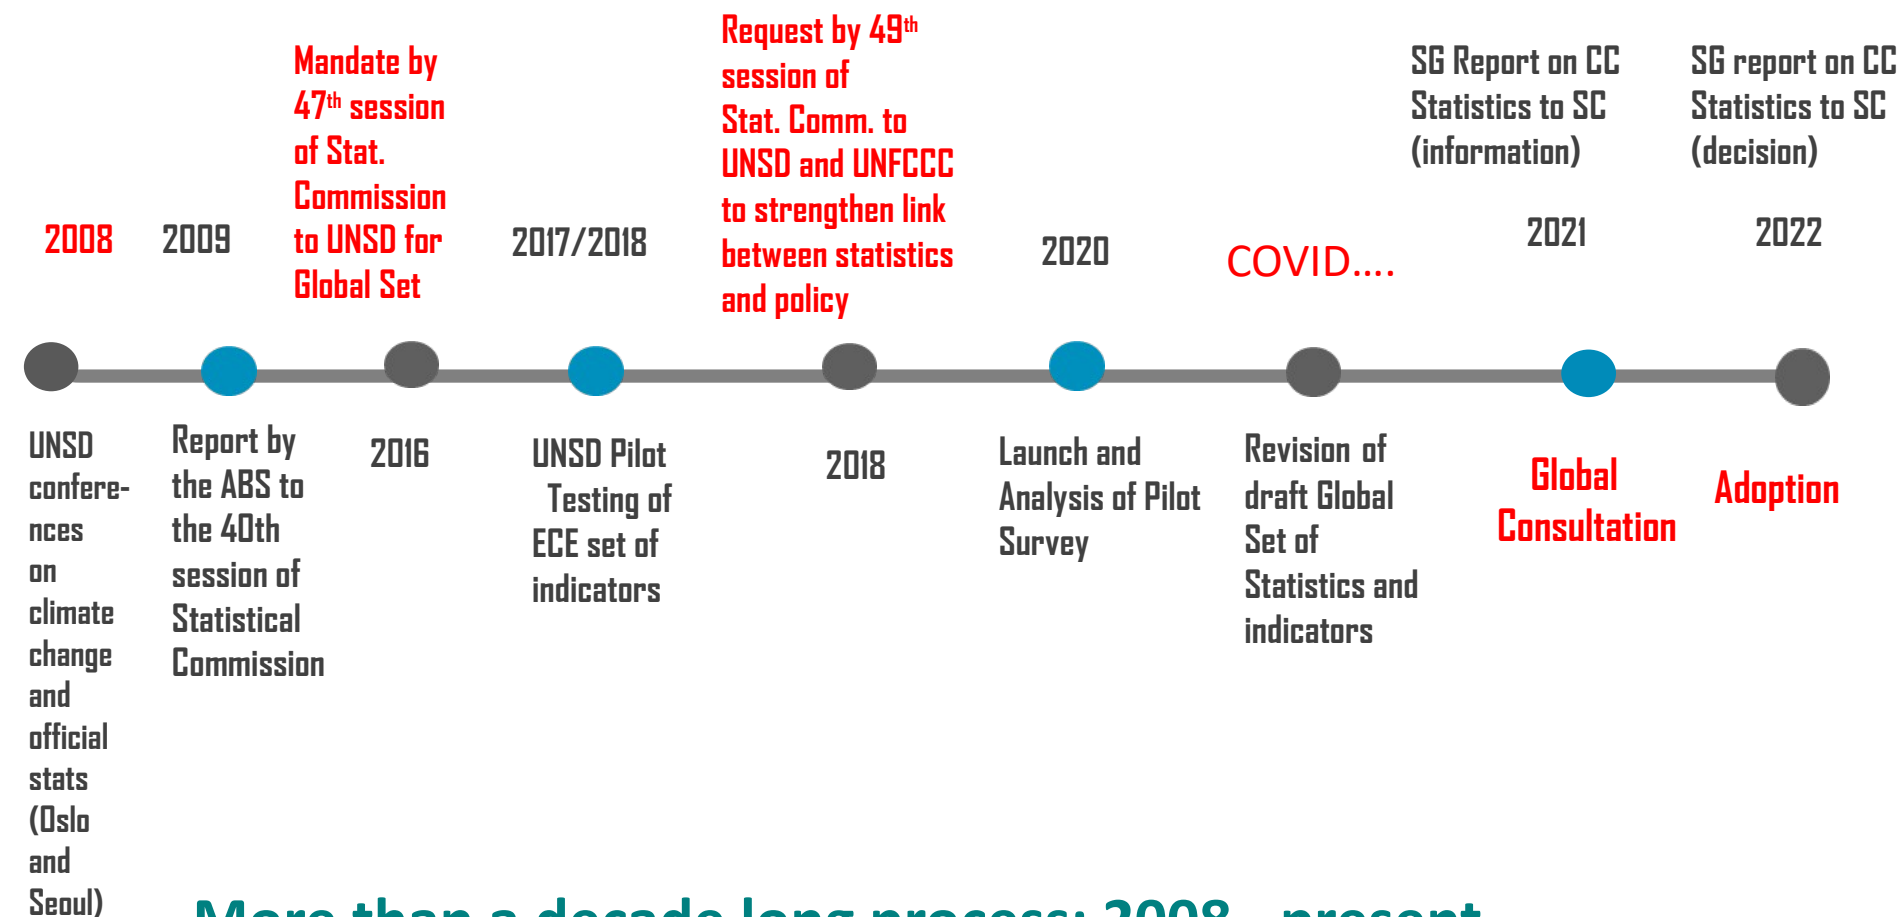 2008
UNSD
confere-
nces
on
climate
change
and
official
stats
(Oslo
and
Seoul)
2009
Report by
the ABS to
the 40th
session of
Statistical
Commission
Mandate by
47th session
of Stat.
Commission
to UNSD for
Global Set
2016
2017/2018
UNSD Pilot
Testing of
ECE set of
indicators
Request by 49th
session of
Stat. Comm. to
UNSD and UNFCCC
to strengthen link
between statistics
and policy
2018
2020
Launch and
Analysis of Pilot
Survey
COVID....
Revision of
draft Global
Set of
Statistics and
indicators
SG Report on CC
Statistics to SC
(information)
2021
Global
Consultation
SG report on CC
Statistics to SC
(decision)
2022
Adoption
More than a decade long process: 2008 - present